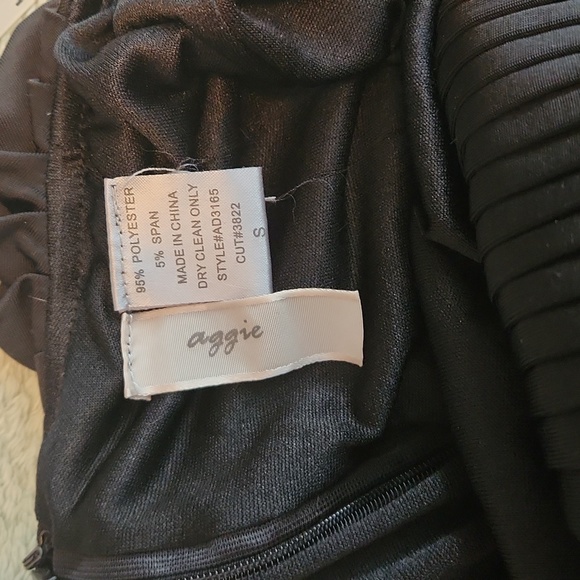 95% POLYESTER
5% SPAN
MADE IN CHINA
DRY CLEAN ONLY
STYLE#AD3165
CUT#3822
S
aggie